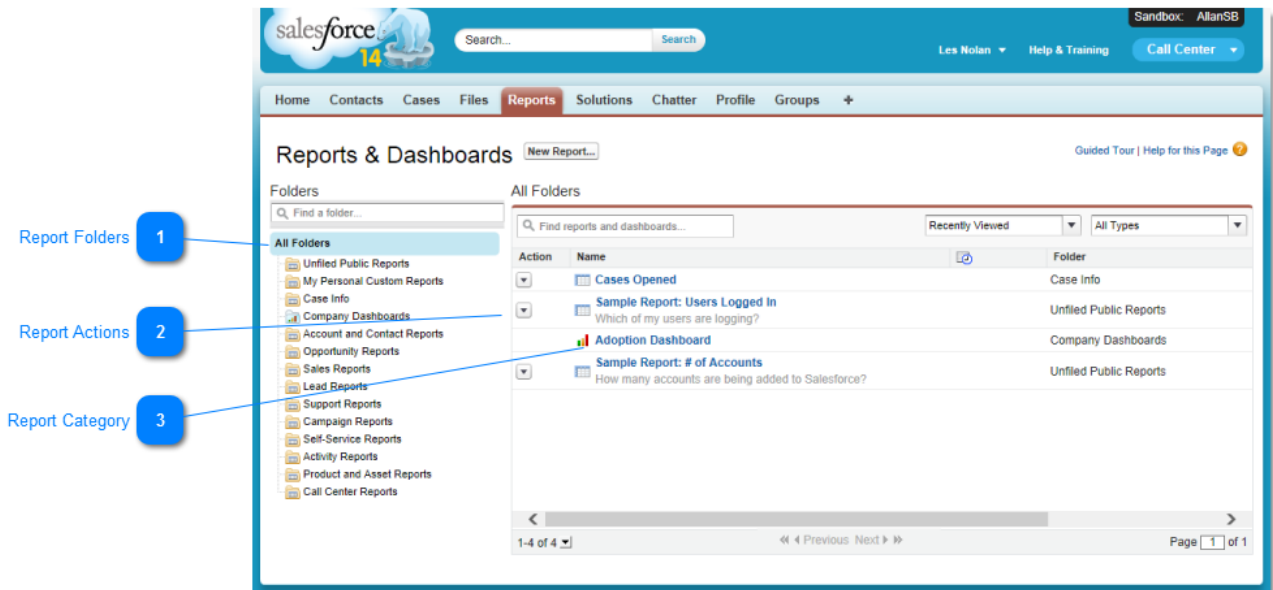 salesforce
14
Search...
Search
Sandbox: AllanSB
Les Nolan
Help & Training
Call Center
Home Contacts Cases Files Reports Solutions Chatter Profile Groups +
Reports & Dashboards
New Report...
Guided Tour | Help for this Page ?
Folders
Find a folder...
All Folders
Unfiled Public Reports
My Personal Custom Reports
Case Info
Company Dashboards
Account and Contact Reports
Opportunity Reports
Sales Reports
Lead Reports
Support Reports
Campaign Reports
Self-Service Reports
Activity Reports
Product and Asset Reports
Call Center Reports
All Folders
Find reports and dashboards...
Recently Viewed
All Types
Action Name Folder
Cases Opened Case Info
Sample Report: Users Logged In Unfiled Public Reports
Which of my users are logging?
Adoption Dashboard Company Dashboards
Sample Report: # of Accounts Unfiled Public Reports
How many accounts are being added to Salesforce?
1-4 of 4
Previous Next
Page 1 of 1
Report Folders 1
Report Actions 2
Report Category 3